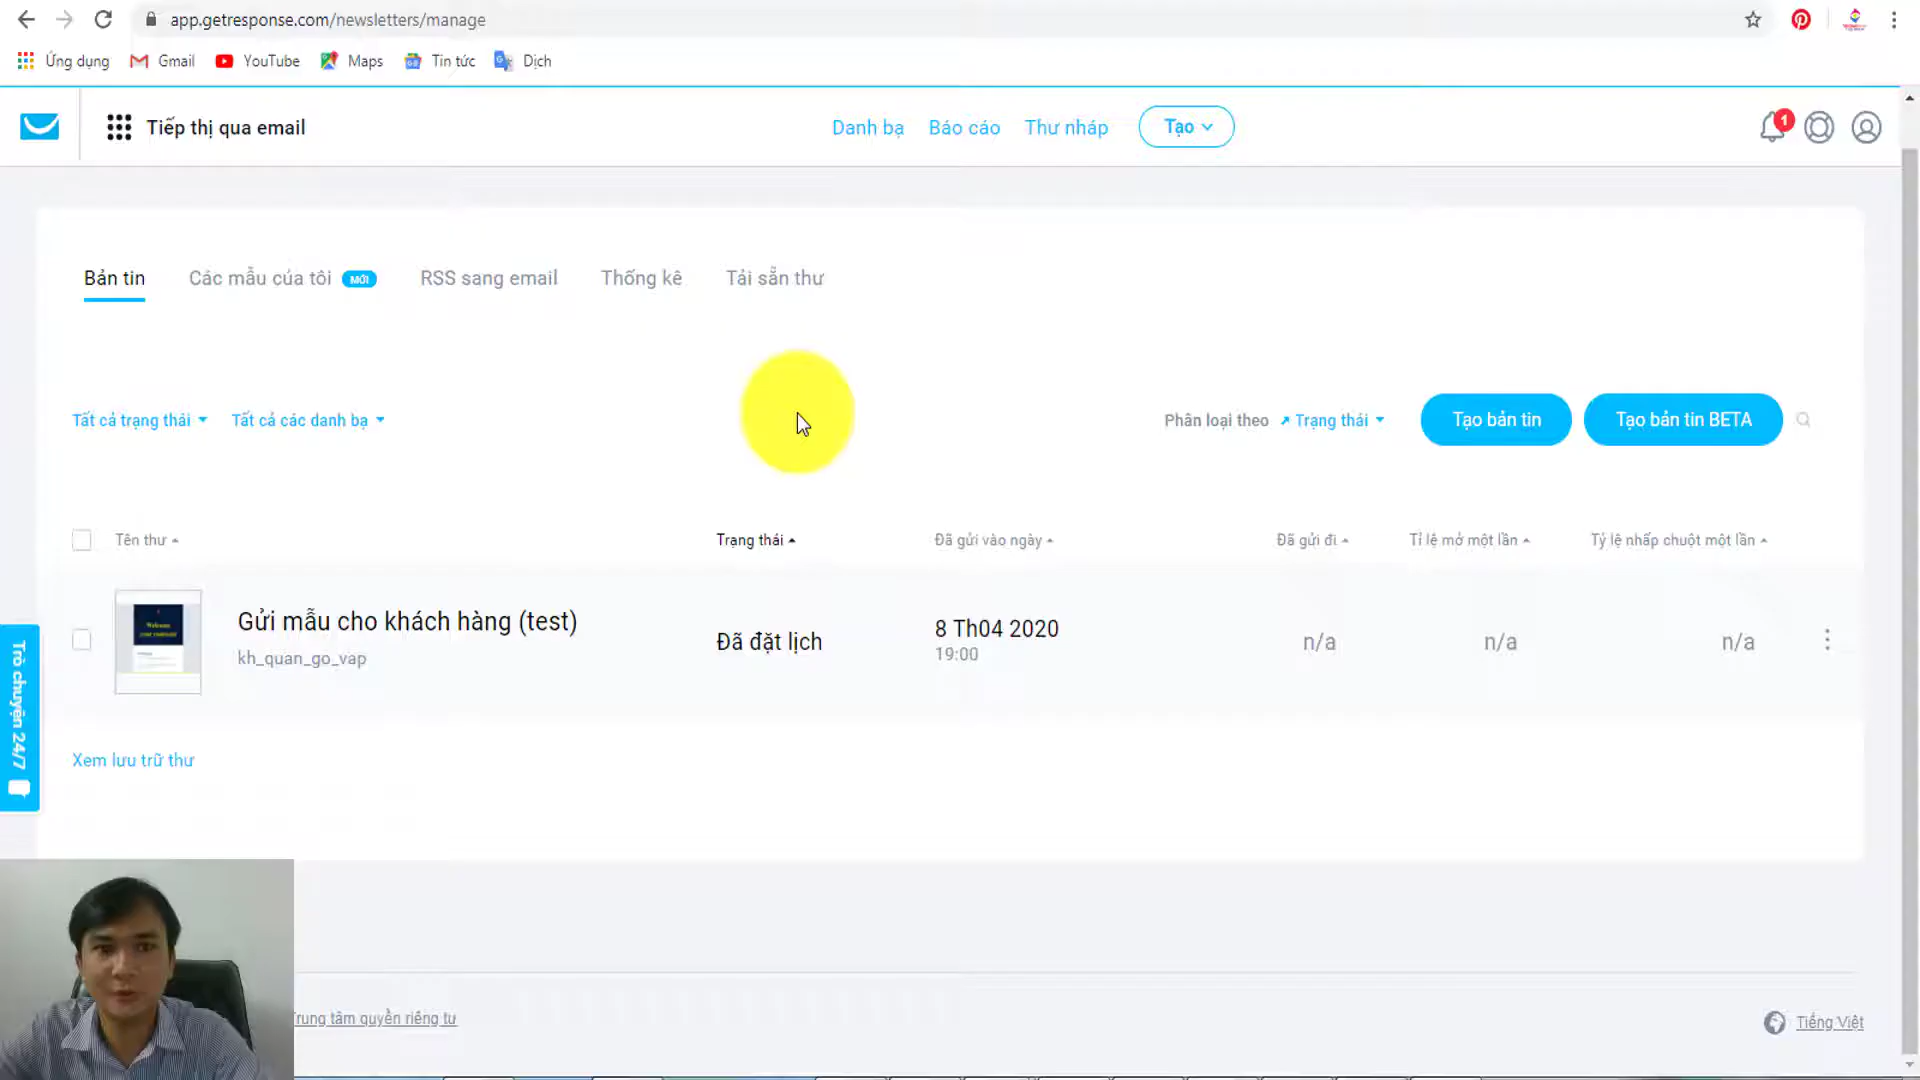 app.getresponse.com/newsletters/manage
Ứng dụng Gmail YouTube Maps Tin tức Dịch
Tiếp thị qua email Danh bạ Báo cáo Thư nháp Tạo 1
Bản tin Các mẫu của tôi MỚI RSS sang email Thống kê Tải sẵn thư
Tất cả trạng thái Tất cả các danh bạ Phân loại theo Trạng thái Tạo bản tin Tạo bản tin BETA
Tên thư Trạng thái Đã gửi vào ngày Đã gửi đi Tỉ lệ mở một lần Tỷ lệ nhấp chuột một lần
Gửi mẫu cho khách hàng (test) Đã đặt lịch 8 Th04 2020 n/a n/a n/a
kh_quan_go_vap 19:00
Trò chuyện 24/7
Xem lưu trữ thư
Trung tâm quyền riêng tư Tiếng Việt